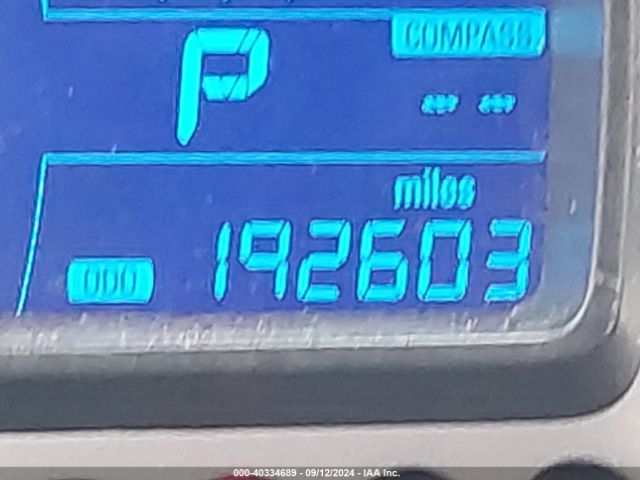 P
COMPASS
-- --
miles
ODO 192603
000-40334689 - 09/12/2024 - IAA Inc.